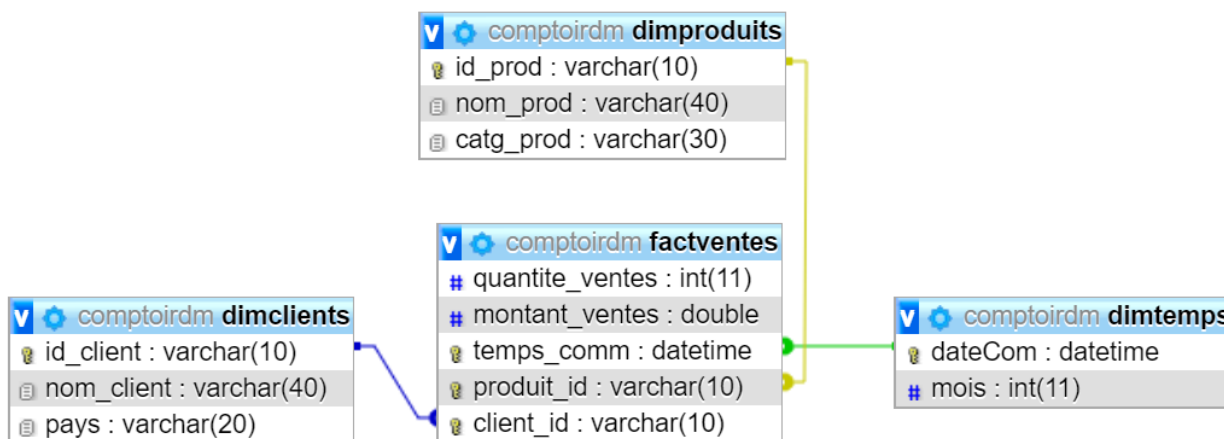 v comptoirdm dimproduits
id_prod : varchar(10)
nom_prod : varchar(40)
catg_prod : varchar(30)
v comptoirdm factventes
# quantite_ventes : int(11)
# montant_ventes : double
temps_comm : datetime
produit_id : varchar(10)
client_id : varchar(10)
v comptoirdm dimclients
id_client : varchar(10)
nom_client : varchar(40)
pays : varchar(20)
v comptoirdm dimtemps
dateCom : datetime
# mois : int(11)